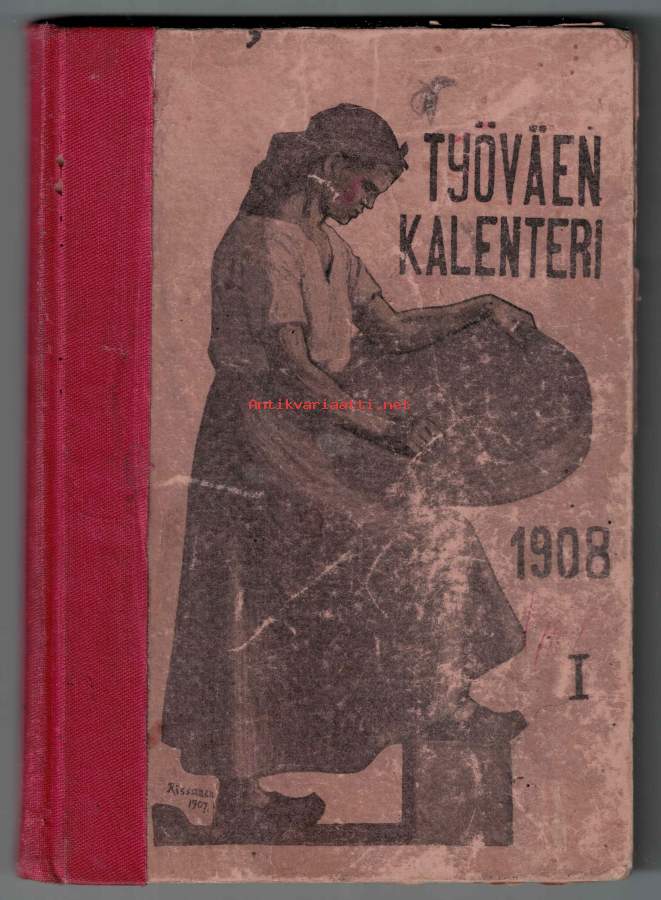 TYÖVÄEN
KALENTERI
Antikvariaatti.net
1908
I
Rissanen
1907.